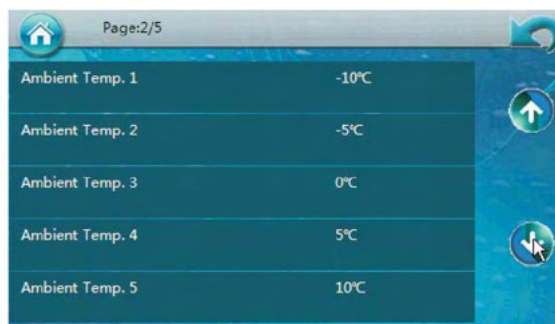 Page:2/5
Ambient Temp. 1 -10℃
Ambient Temp. 2 -5℃
Ambient Temp. 3 0℃
Ambient Temp. 4 5℃
Ambient Temp. 5 10℃